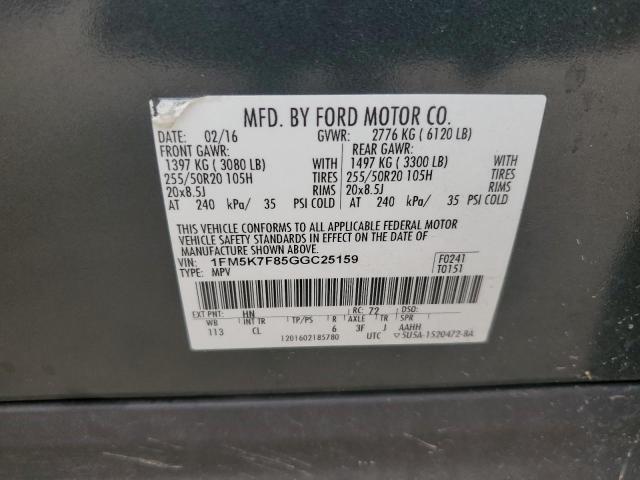 MFD. BY FORD MOTOR CO.
DATE: 02/16 GVWR: 2776 KG ( 6120 LB)
FRONT GAWR: REAR GAWR:
1397 KG ( 3080 LB) WITH 1497 KG ( 3300 LB) WITH
255/50R20 105H TIRES 255/50R20 105H TIRES
20x8.5J RIMS 20x8.5J RIMS
AT 240 kPa/ 35 PSI COLD AT 240 kPa/ 35 PSI COLD
THIS VEHICLE CONFORMS TO ALL APPLICABLE FEDERAL MOTOR
VEHICLE SAFETY STANDARDS IN EFFECT ON THE DATE OF
MANUFACTURE SHOWN ABOVE.
VIN: 1FM5K7F85GGC25159 F0241
TYPE: MPV T0151
EXT PNT: HN RC: 72 DSO:
WB INT TR TP/PS R AXLE TR SPR
113 CL 6 3F J AAHH
1201602185780 UTC ▽5U5A-1520472-BA